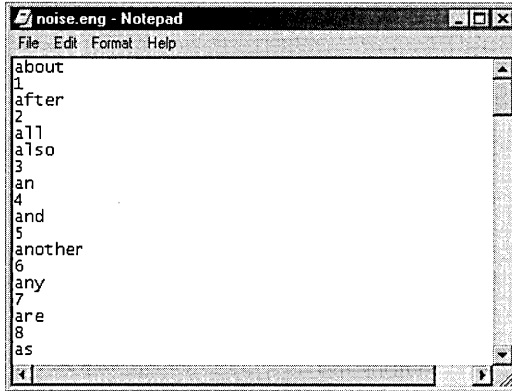 noise.eng - Notepad
File Edit Format Help
about
1
after
2
all
also
3
an
4
and
5
another
6
any
7
are
8
as